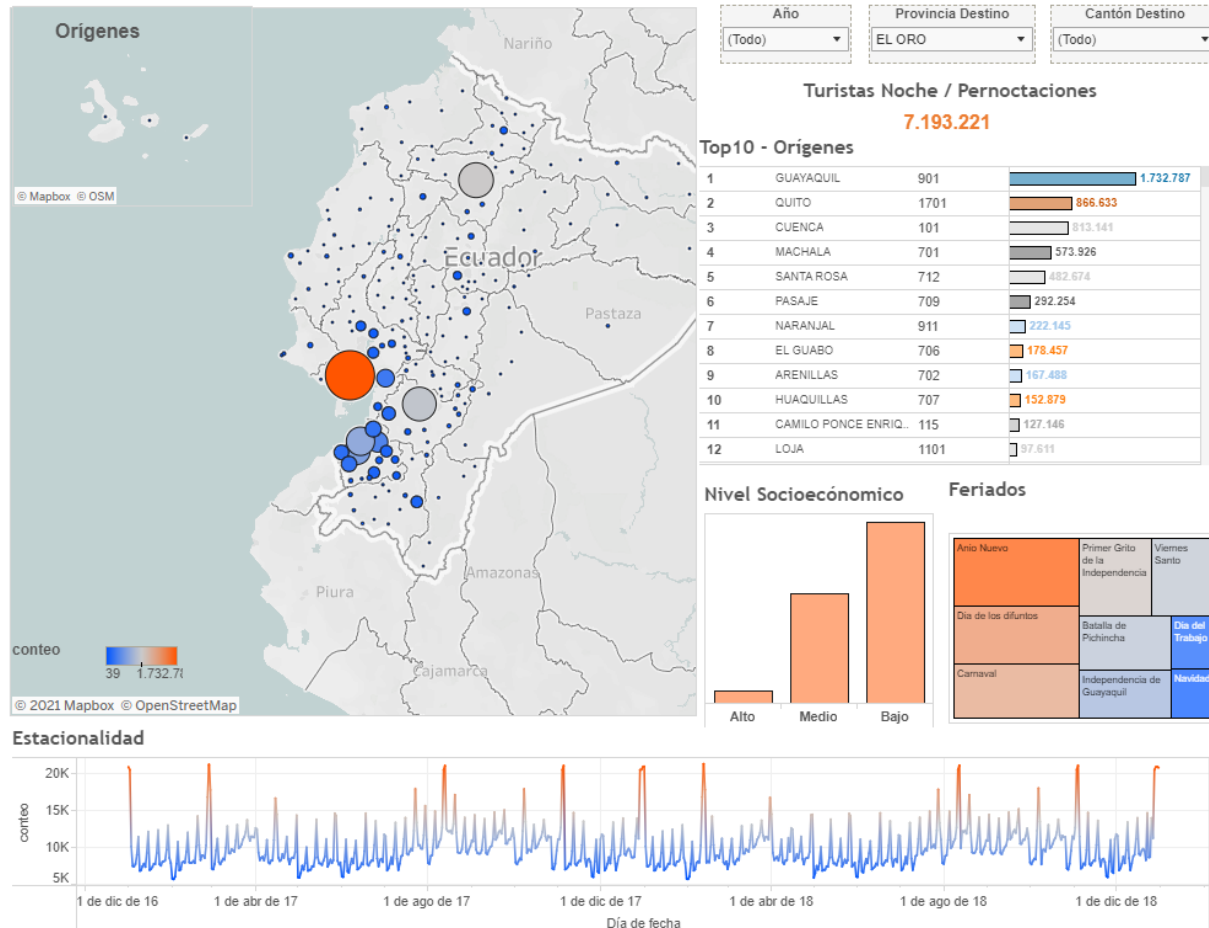 Orígenes
© Mapbox © OSM
Nariño
Ecuador
Pastaza
Piura
Amazonas
Cajamarca
conteo
39 1.732.78
© 2021 Mapbox © OpenStreetMap
Año
(Todo)
Provincia Destino
EL ORO
Cantón Destino
(Todo)
Turistas Noche / Pernoctaciones
7.193.221
Top10 - Orígenes
1 GUAYAQUIL 901 1.732.787
2 QUITO 1701 866.633
3 CUENCA 101 813.141
4 MACHALA 701 573.926
5 SANTA ROSA 712 482.674
6 PASAJE 709 292.254
7 NARANJAL 911 222.145
8 EL GUABO 706 178.457
9 ARENILLAS 702 167.488
10 HUAQUILLAS 707 152.879
11 CAMILO PONCE ENRIQ.. 115 127.146
12 LOJA 1101 97.611
Nivel Socioecónomico
Alto Medio Bajo
Feriados
Anio Nuevo
Dia de los difuntos
Carnaval
Primer Grito
de la
Independencia
Viernes
Santo
Batalla de
Pichincha
Dia del
Trabajo
Independencia de
Guayaquil
Navidad
Estacionalidad
conteo
20K
15K
10K
5K
1 de dic de 16 1 de abr de 17 1 de ago de 17 1 de dic de 17 1 de abr de 18 1 de ago de 18 1 de dic de 18
Día de fecha